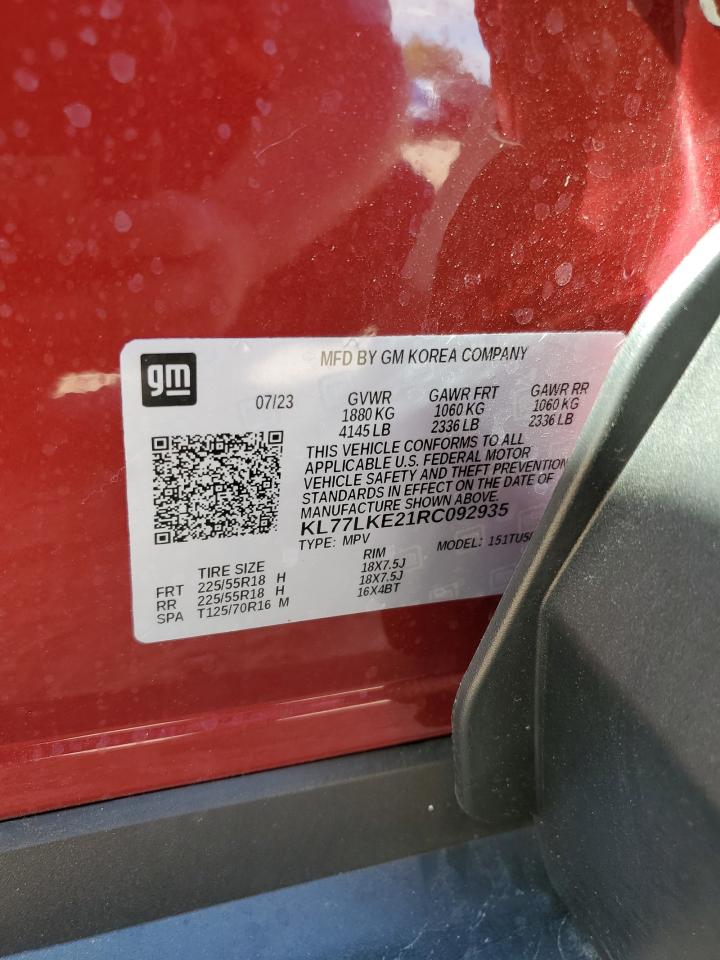 gm
MFD BY GM KOREA COMPANY
07/23
GVWR GAWR FRT GAWR RR
1880 KG 1060 KG 1060 KG
4145 LB 2336 LB 2336 LB
THIS VEHICLE CONFORMS TO ALL
APPLICABLE U.S. FEDERAL MOTOR
VEHICLE SAFETY AND THEFT PREVENTION
STANDARDS IN EFFECT ON THE DATE OF
MANUFACTURE SHOWN ABOVE.
KL77LKE21RC092935
TYPE: MPV MODEL: 151TU5
TIRE SIZE RIM
FRT 225/55R18 H 18X7.5J
RR 225/55R18 H 18X7.5J
SPA T125/70R16 M 16X4BT